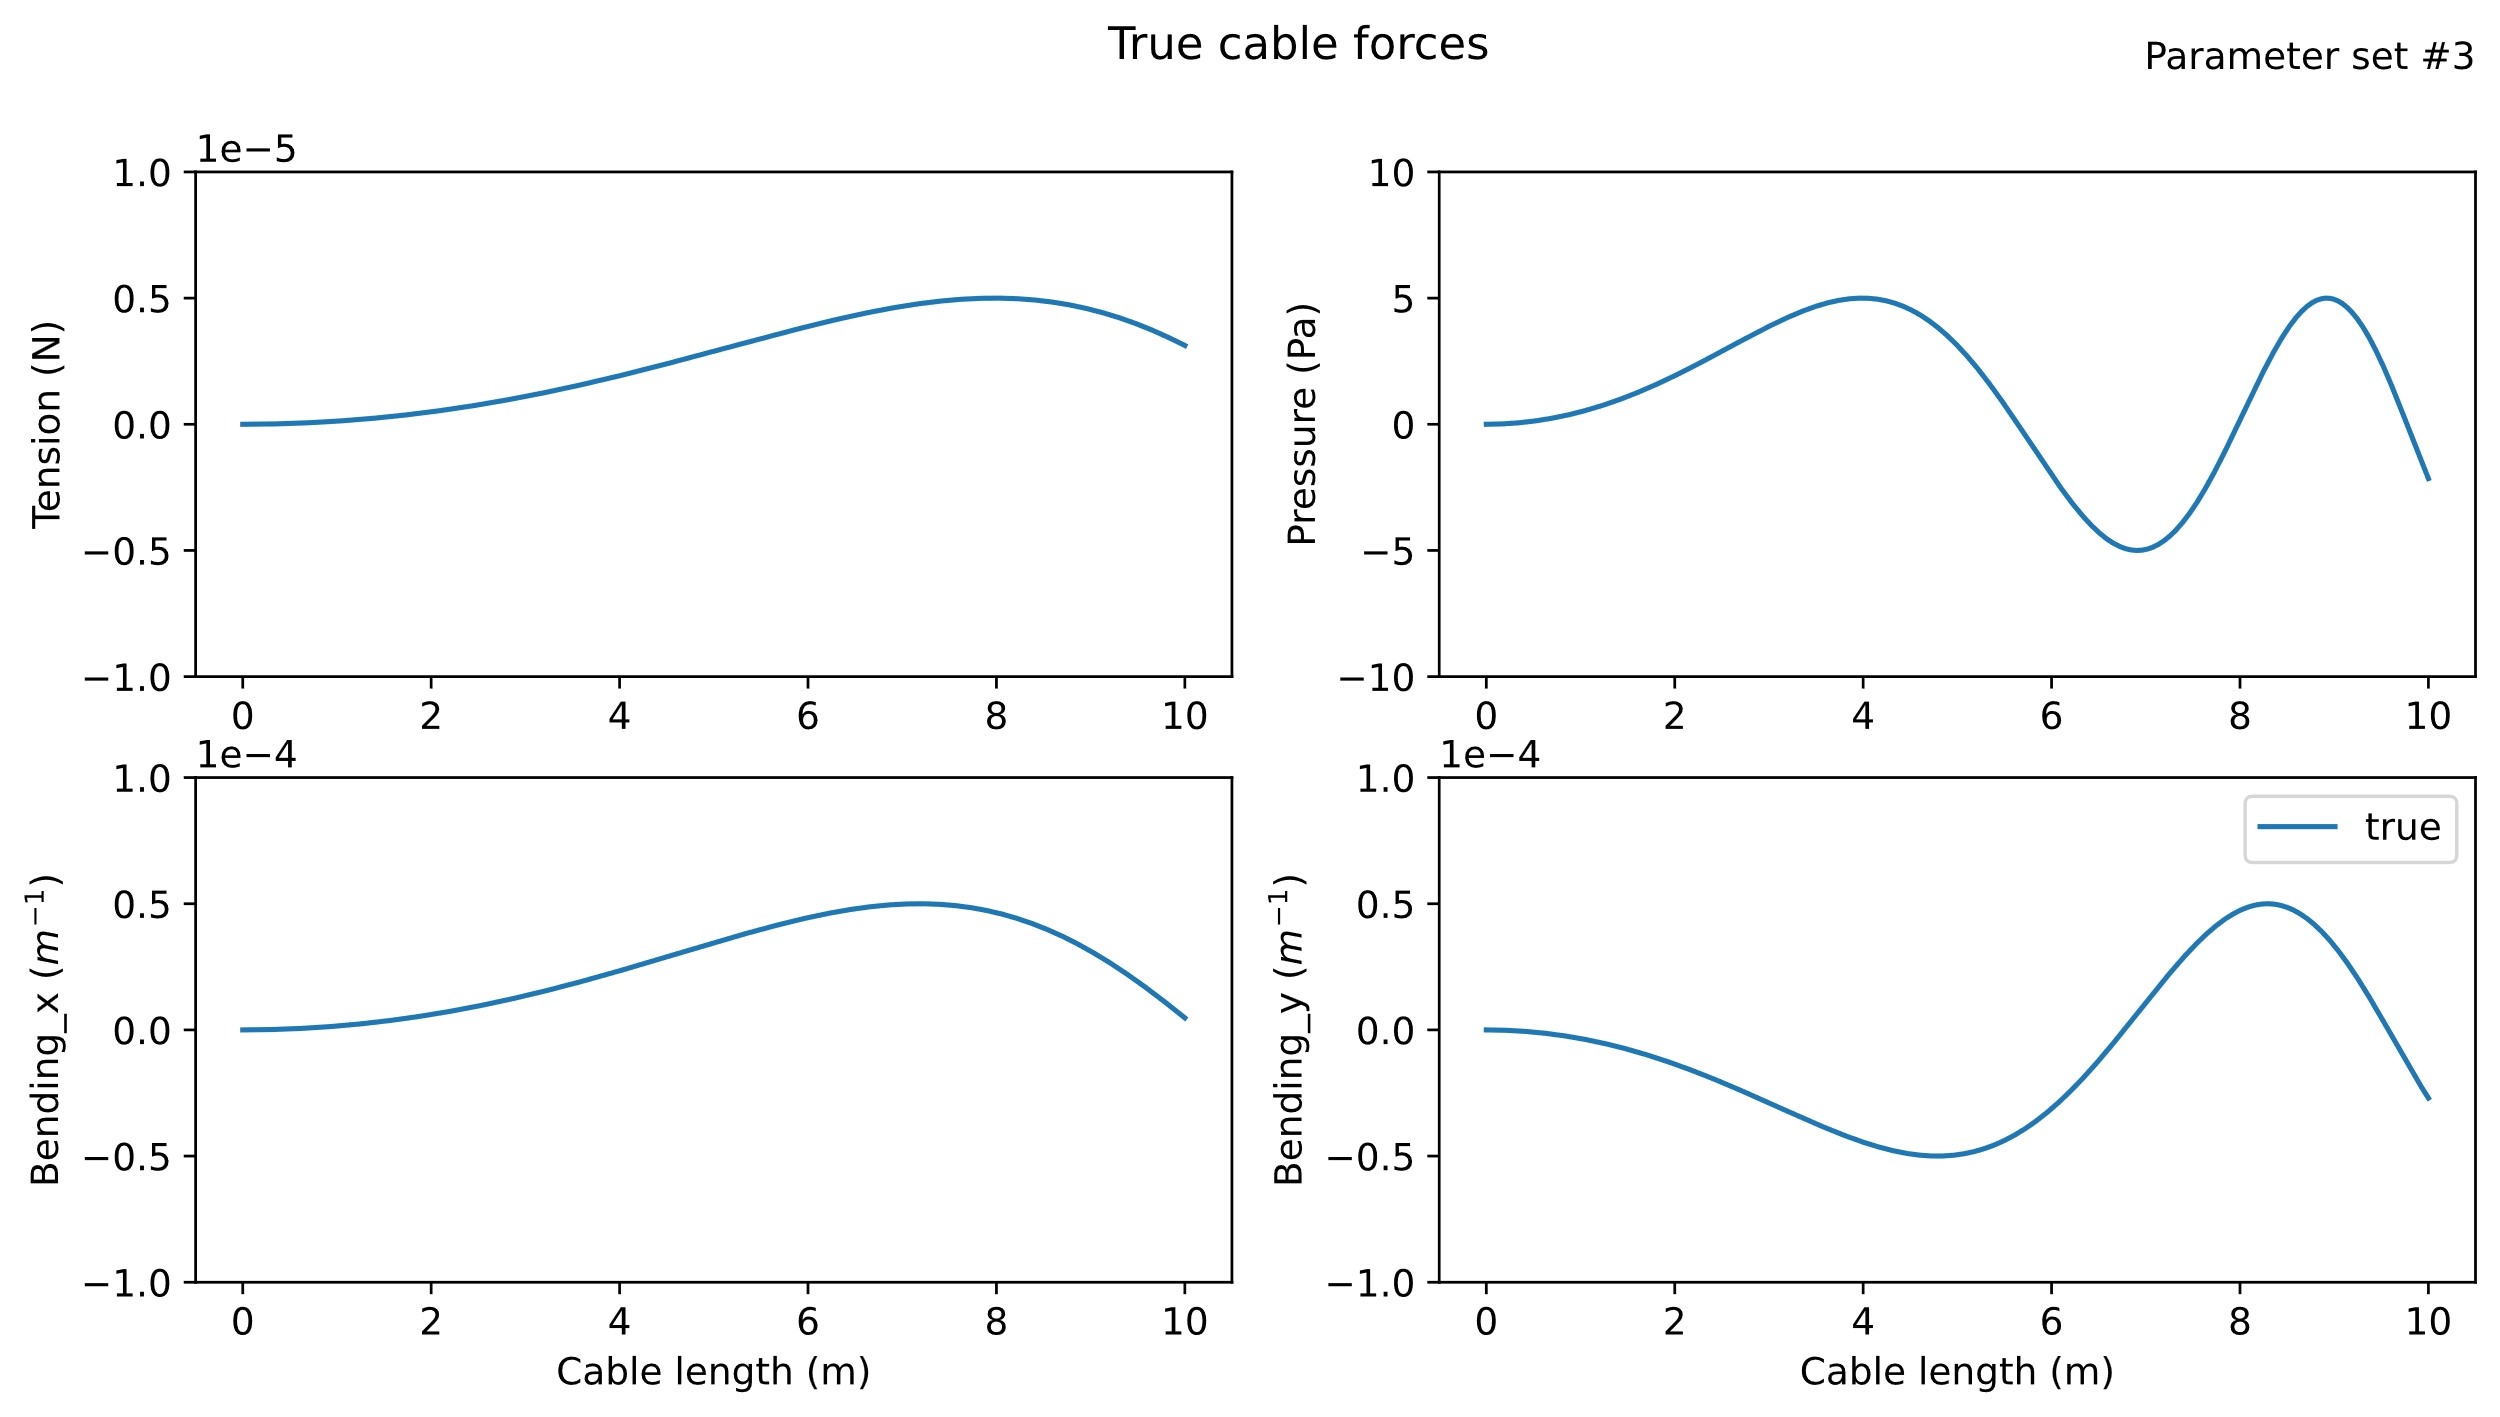 True cable forces
Parameter set #3
1e−5
1.0
0.5
0.0
−0.5
−1.0
Tension (N)
0 2 4 6 8 10
10
5
0
−5
−10
Pressure (Pa)
0 2 4 6 8 10
1e−4
1.0
0.5
0.0
−0.5
−1.0
Bending_x (m⁻¹)
0 2 4 6 8 10
Cable length (m)
1e−4
1.0
0.5
0.0
−0.5
−1.0
Bending_y (m⁻¹)
true
0 2 4 6 8 10
Cable length (m)